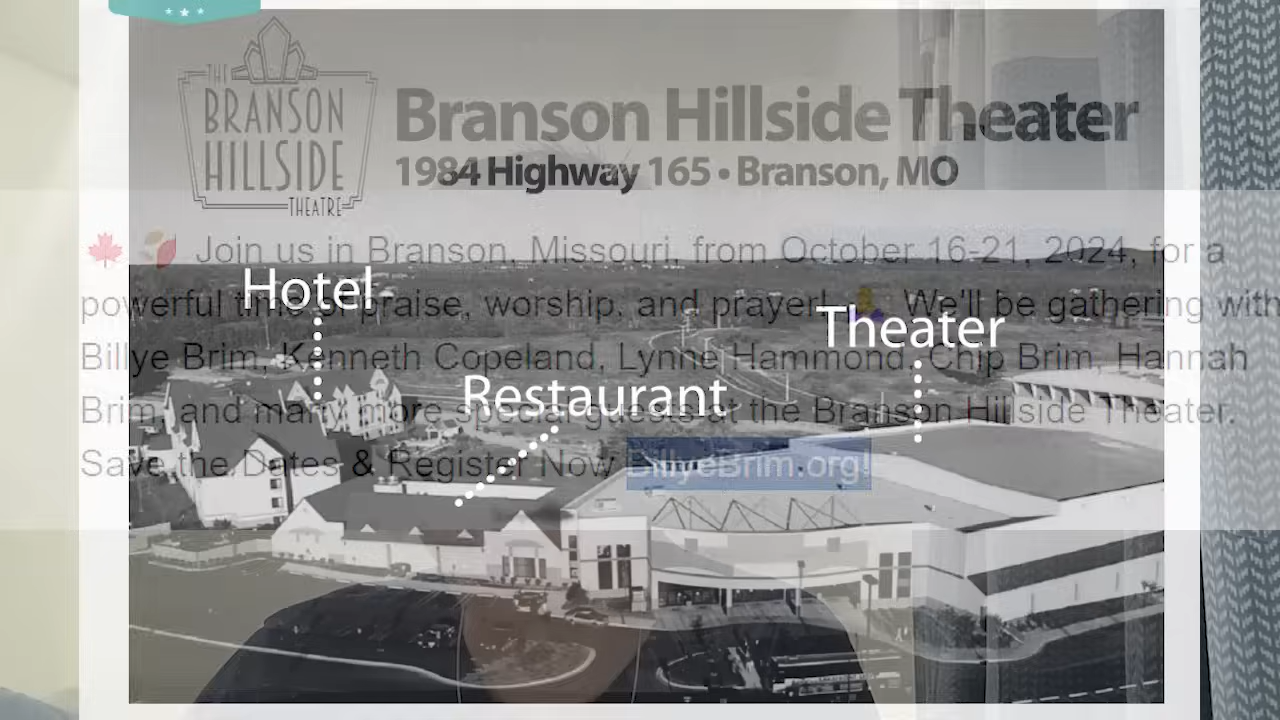 THE
BRANSON
HILLSIDE
THEATRE
Branson Hillside Theater
1984 Highway 165 • Branson, MO
Join us in Branson, Missouri, from October 16-21, 2024, for a
powerful time of praise, worship, and prayer! We'll be gathering with
Billye Brim, Kenneth Copeland, Lynne Hammond, Chip Brim, Hannah
Brim, and many more special guests at the Branson Hillside Theater.
Save the Dates & Register Now BillyeBrim.org!
Hotel
Theater
Restaurant